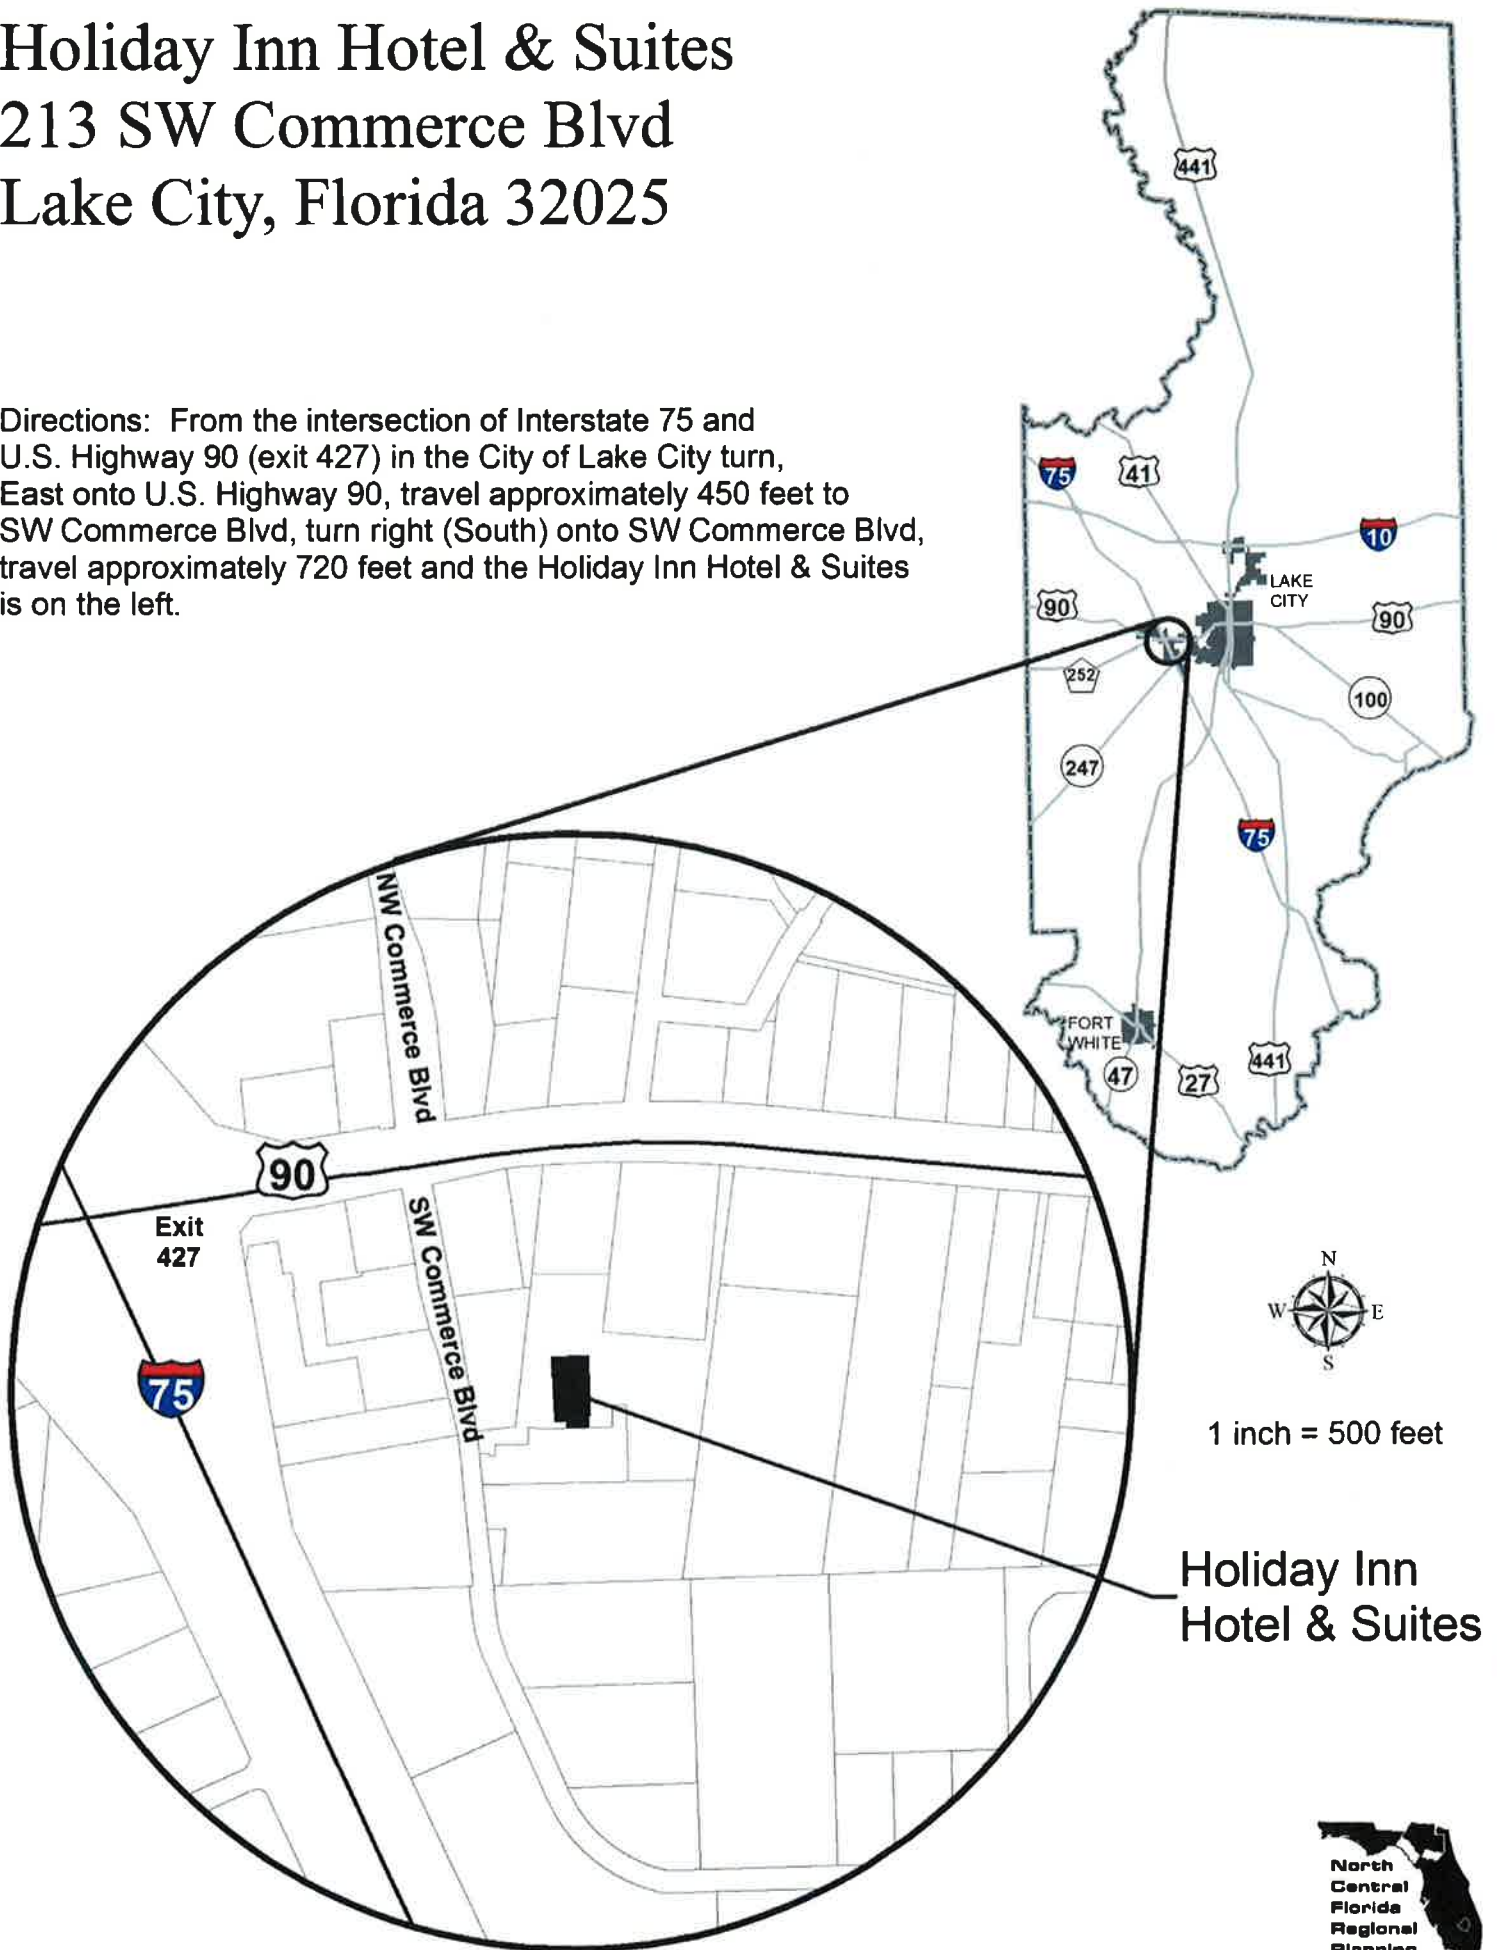 Holiday Inn Hotel & Suites
213 SW Commerce Blvd
Lake City, Florida 32025
Directions: From the intersection of Interstate 75 and
U.S. Highway 90 (exit 427) in the City of Lake City turn,
East onto U.S. Highway 90, travel approximately 450 feet to
SW Commerce Blvd, turn right (South) onto SW Commerce Blvd,
travel approximately 720 feet and the Holiday Inn Hotel & Suites
is on the left.
441
75
41
10
LAKE
CITY
90
90
252
100
247
75
FORT
WHITE
47
27
441
NW Commerce Blvd
90
Exit
427
SW Commerce Blvd
75
N
W
E
S
1 inch = 500 feet
Holiday Inn
Hotel & Suites
North
Central
Florida
Regional
Planning